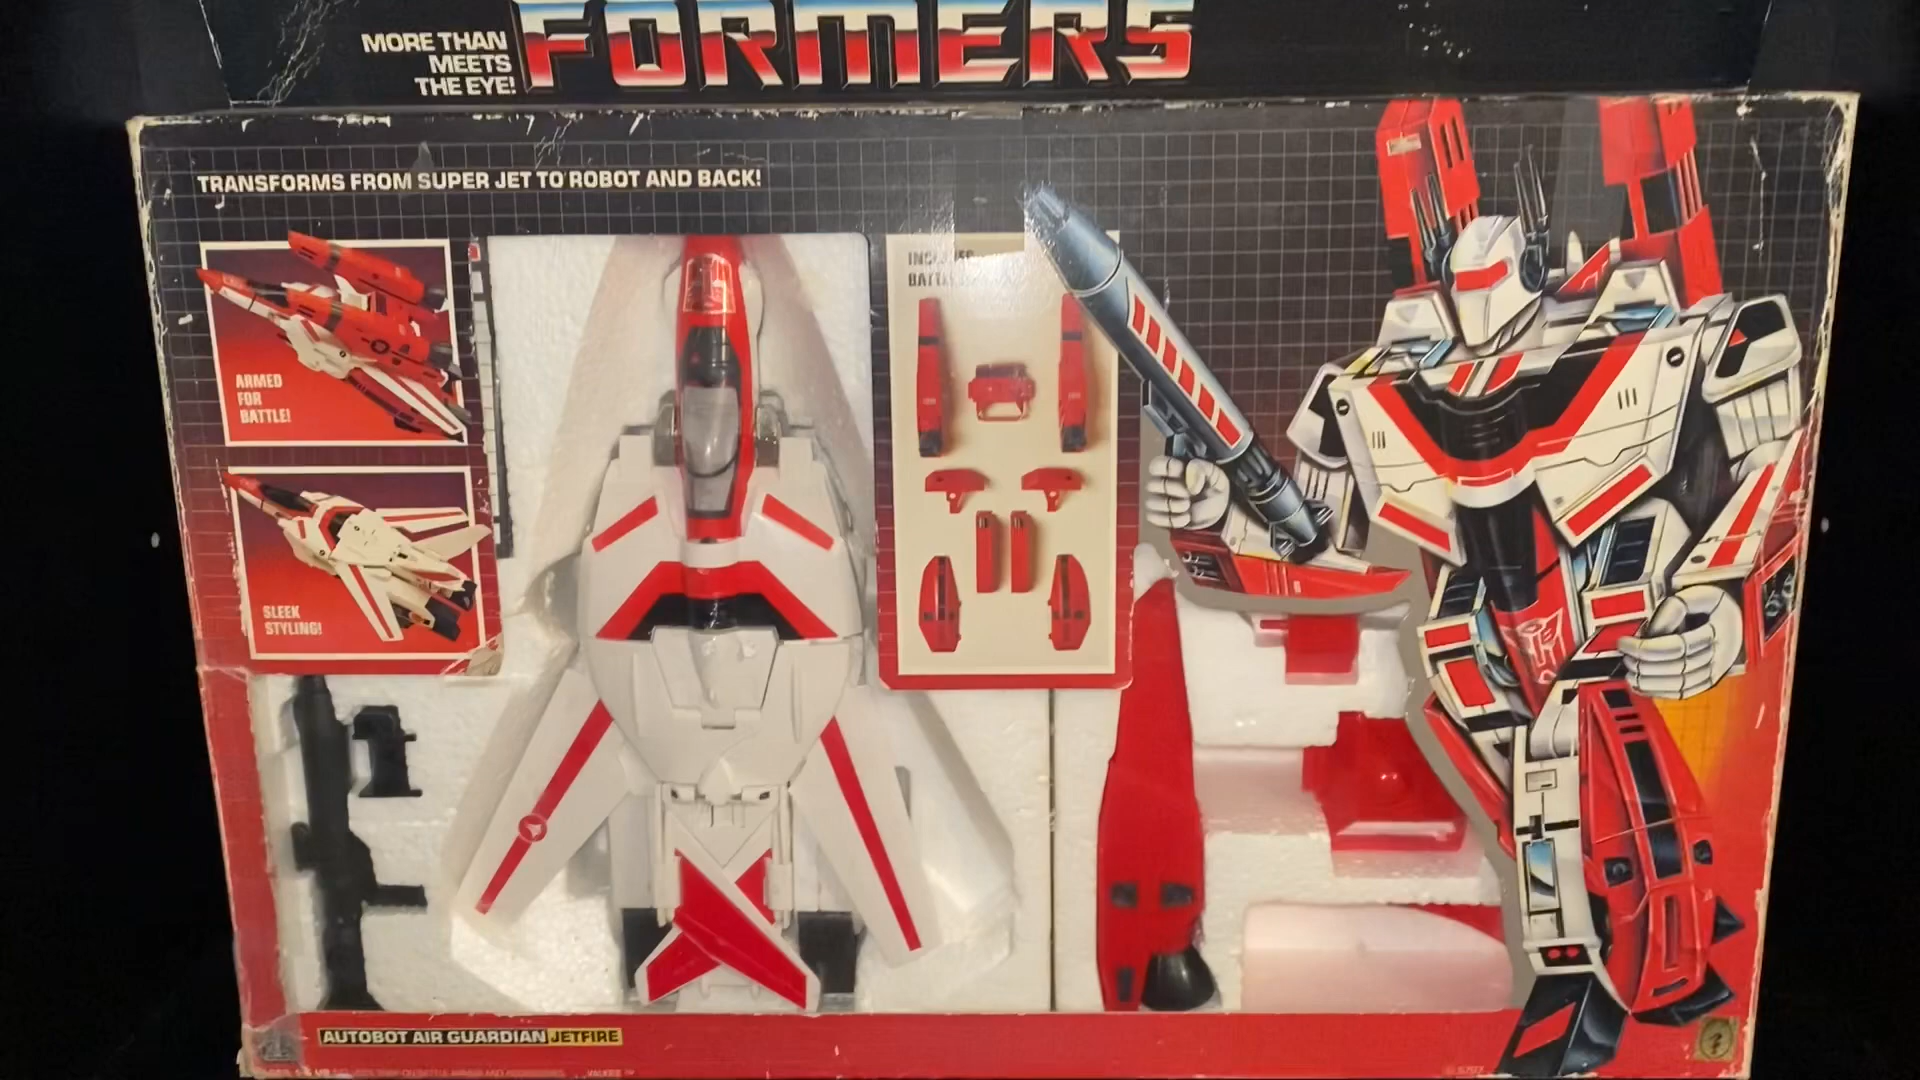 MORE THAN
MEETS
THE EYE!
FORMERS
TRANSFORMS FROM SUPER JET TO ROBOT AND BACK!
ARMED
FOR
BATTLE!
SLEEK
STYLING!
AUTOBOT AIR GUARDIAN JETFIRE